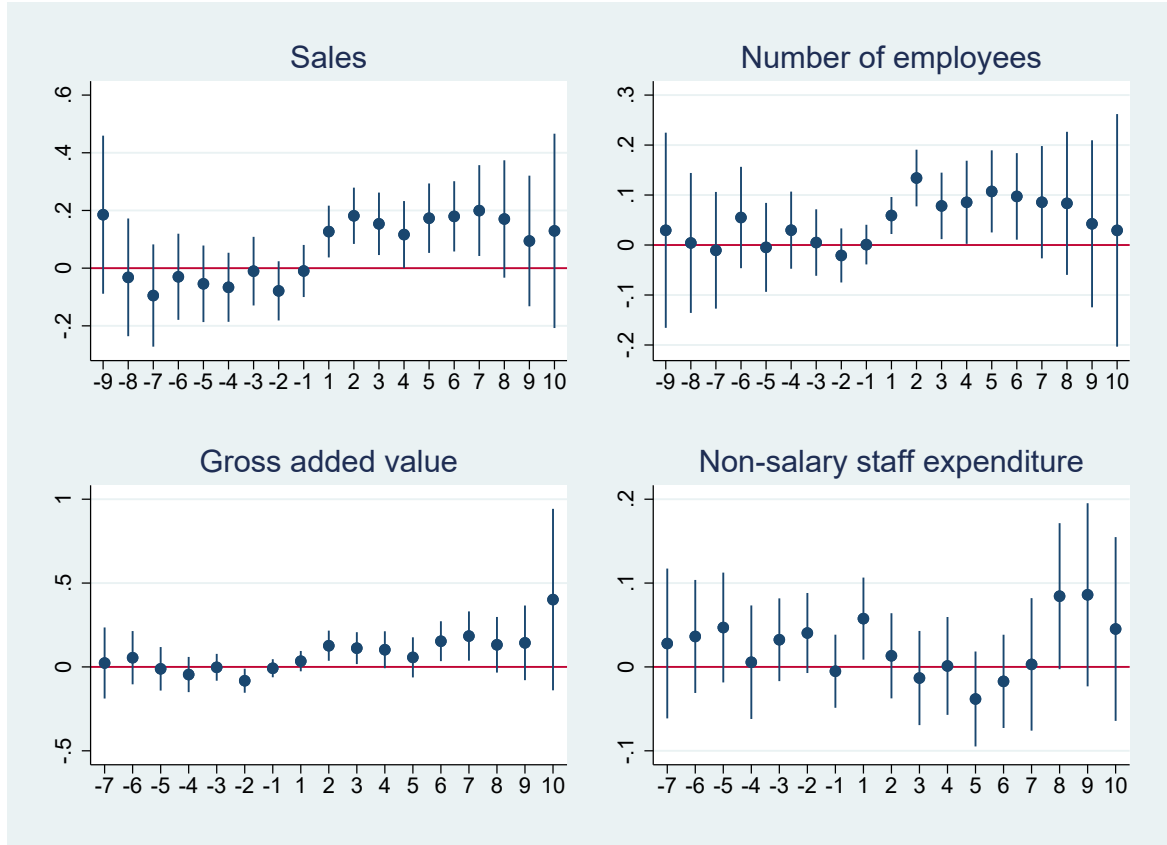 Sales
.6
.4
.2
0
-.2
-9 -8 -7 -6 -5 -4 -3 -2 -1 1 2 3 4 5 6 7 8 9 10
Number of employees
.3
.2
.1
0
-.1
-.2
-9 -8 -7 -6 -5 -4 -3 -2 -1 1 2 3 4 5 6 7 8 9 10
Gross added value
1
.5
0
-.5
-7 -6 -5 -4 -3 -2 -1 1 2 3 4 5 6 7 8 9 10
Non-salary staff expenditure
.2
.1
0
-.1
-7 -6 -5 -4 -3 -2 -1 1 2 3 4 5 6 7 8 9 10